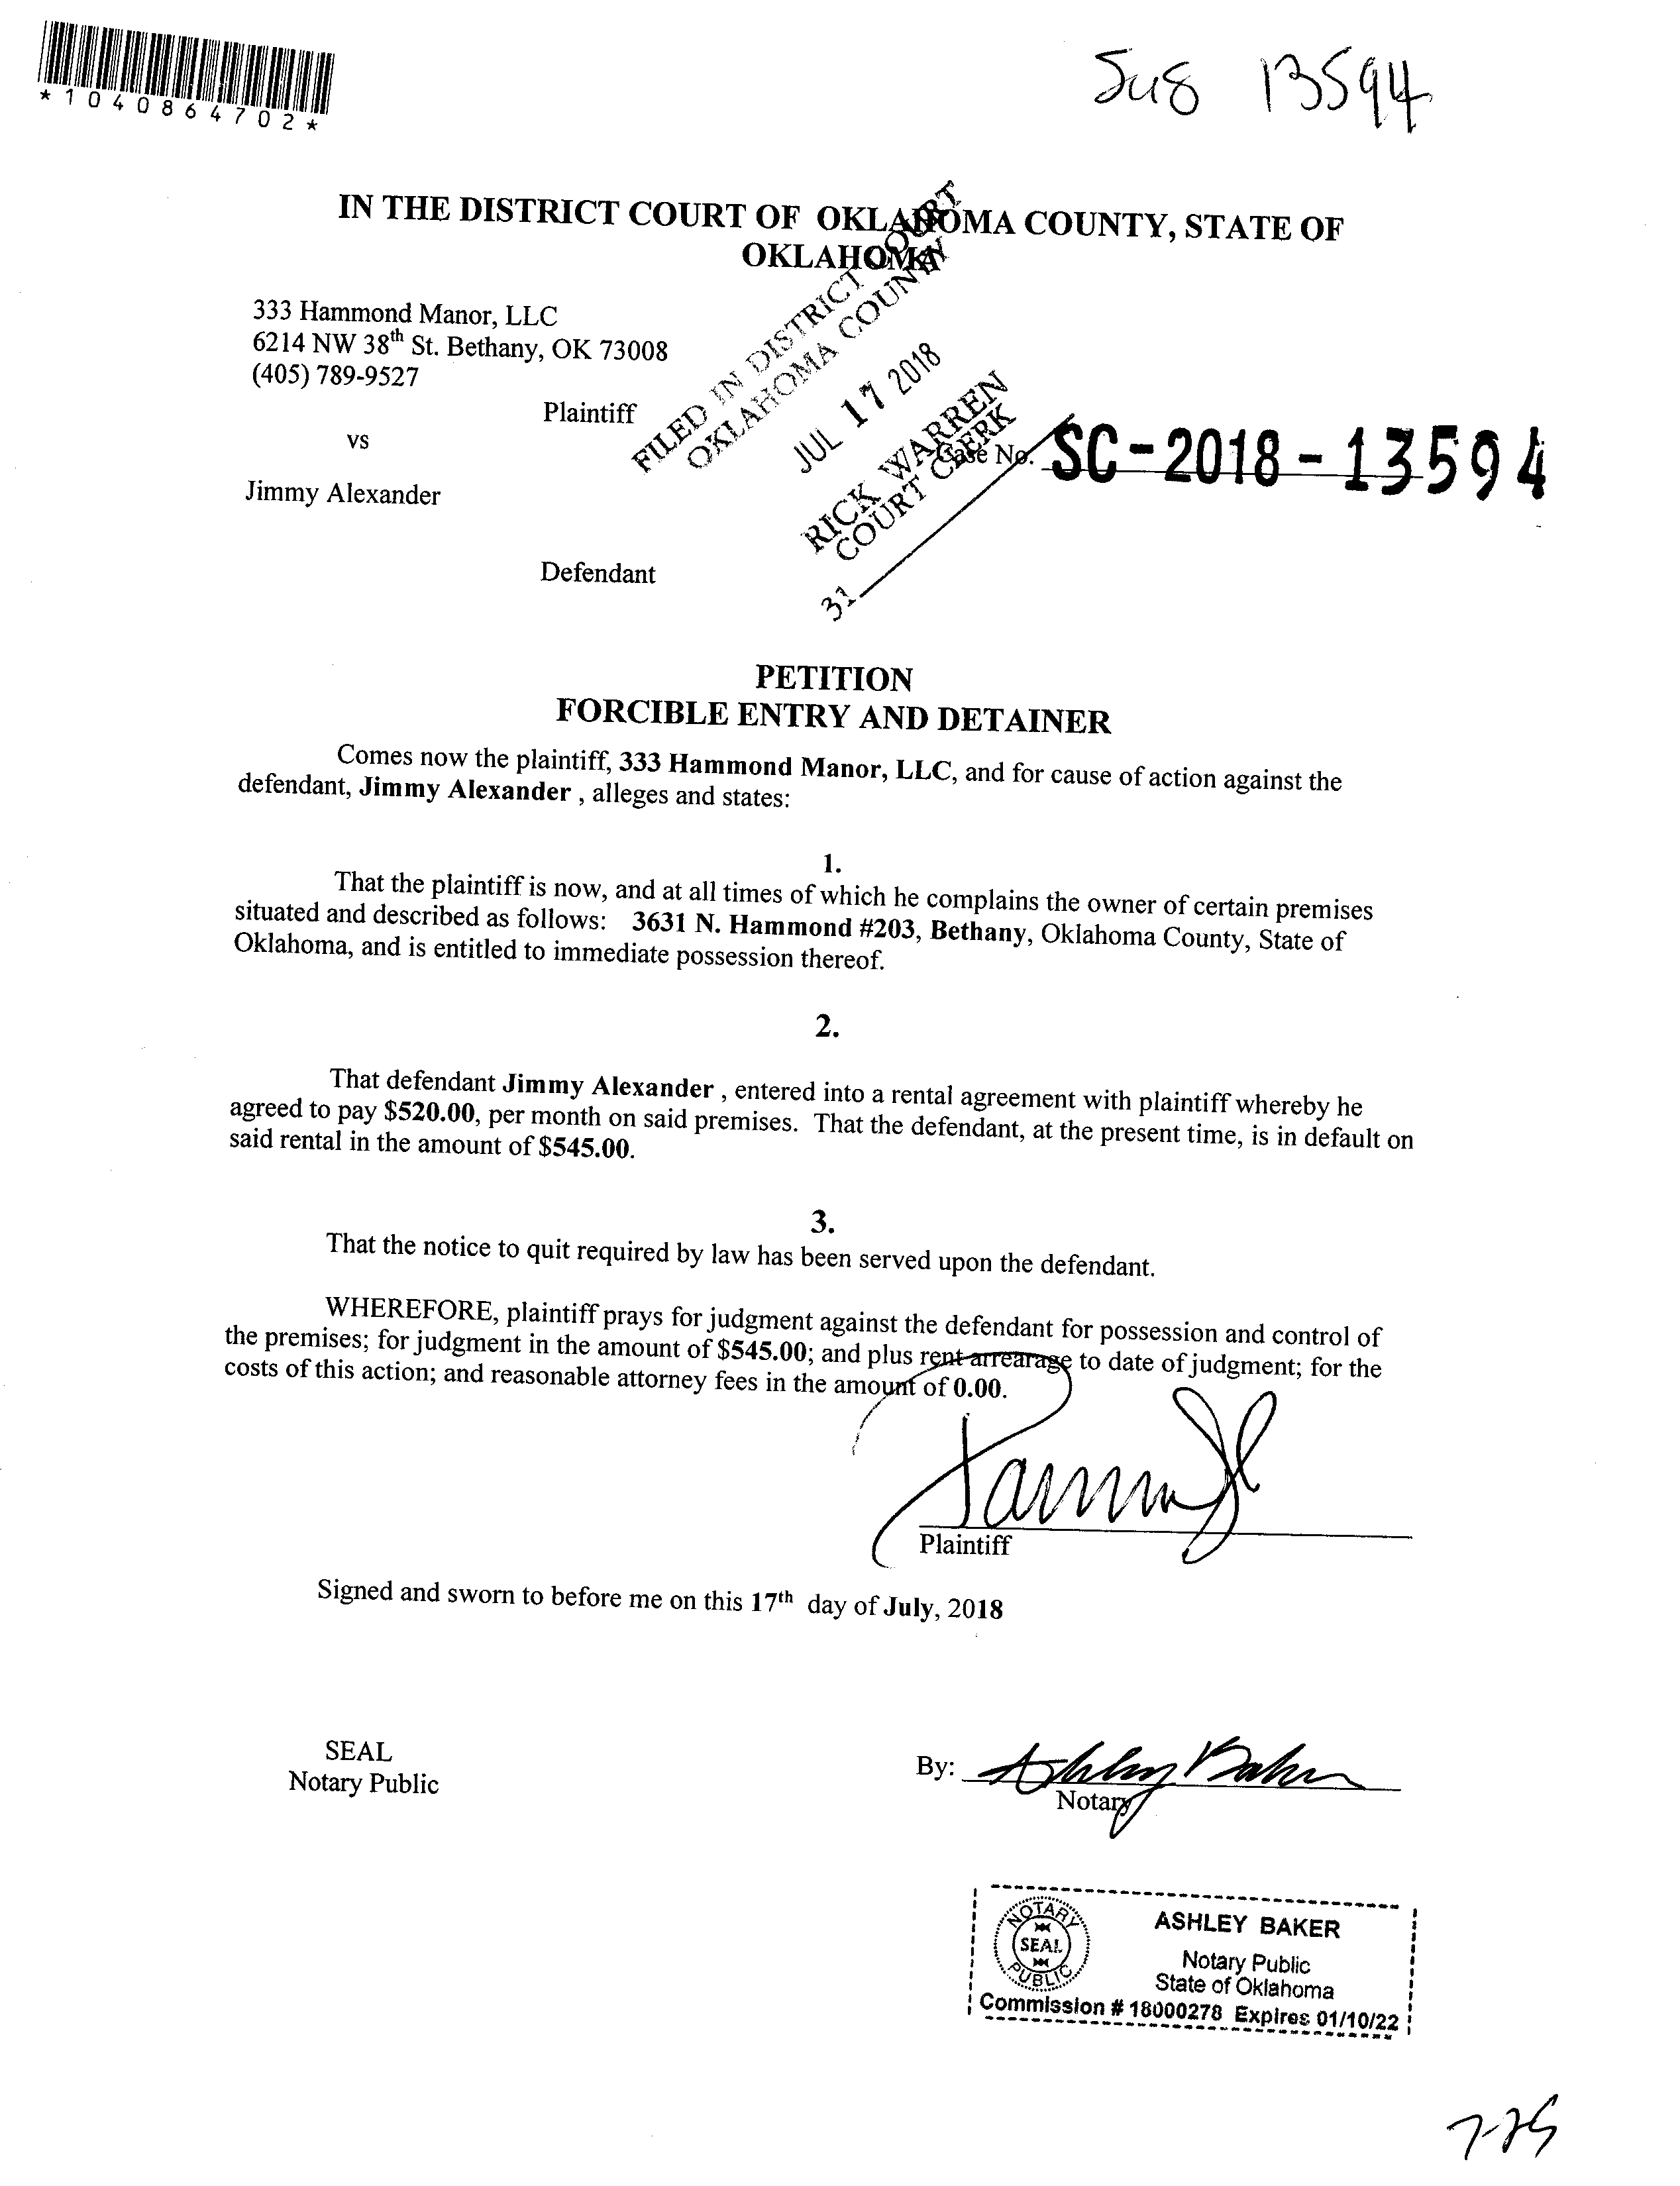 *1040864702*
13594
IN THE DISTRICT COURT OF OKLAHOMA COUNTY, STATE OF
OKLAHOMA
333 Hammond Manor, LLC
6214 NW 38th St. Bethany, OK 73008
(405) 789-9527
Plaintiff
vs
Jimmy Alexander
Defendant
FILED IN DISTRICT COURT
OKLAHOMA COUNTY
JUL 17 2018
RICK WARREN
COURT CLERK
31
Case No. SC-2018-13594
PETITION
FORCIBLE ENTRY AND DETAINER
Comes now the plaintiff, 333 Hammond Manor, LLC, and for cause of action against the
defendant, Jimmy Alexander , alleges and states:
1.
That the plaintiff is now, and at all times of which he complains the owner of certain premises
situated and described as follows: 3631 N. Hammond #203, Bethany, Oklahoma County, State of
Oklahoma, and is entitled to immediate possession thereof.
2.
That defendant Jimmy Alexander , entered into a rental agreement with plaintiff whereby he
agreed to pay $520.00, per month on said premises. That the defendant, at the present time, is in default on
said rental in the amount of $545.00.
3.
That the notice to quit required by law has been served upon the defendant.
WHEREFORE, plaintiff prays for judgment against the defendant for possession and control of
the premises; for judgment in the amount of $545.00; and plus rent arrearage to date of judgment; for the
costs of this action; and reasonable attorney fees in the amount of 0.00.
Plaintiff
Signed and sworn to before me on this 17th day of July, 2018
SEAL
Notary Public
By: Ashley Baker
Notary
NOTARY
SEAL
PUBLIC
ASHLEY BAKER
Notary Public
State of Oklahoma
Commission # 18000278 Expires 01/10/22